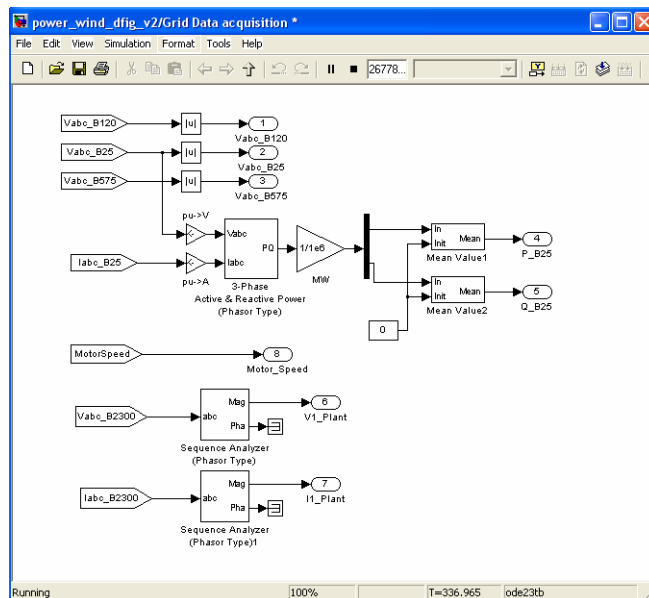 power_wind_dfig_v2/Grid Data acquisition *
File Edit View Simulation Format Tools Help
26778...
Vabc_B120
|u|
1
Vabc_B120
Vabc_B25
|u|
2
Vabc_B25
Vabc_B575
|u|
3
Vabc_B575
pu->V
Vabc
Iabc
PQ
Iabc_B25
pu->A
3-Phase
Active & Reactive Power
(Phasor Type)
1/1e6
MW
In
Init
Mean
Mean Value1
4
P_B25
In
Init
Mean
Mean Value2
5
Q_B25
0
MotorSpeed
8
Motor_Speed
Vabc_B2300
abc
Mag
Pha
Sequence Analyzer
(Phasor Type)
6
V1_Plant
Iabc_B2300
abc
Mag
Pha
Sequence Analyzer
(Phasor Type)1
7
I1_Plant
Running 100% T=336.965 ode23tb